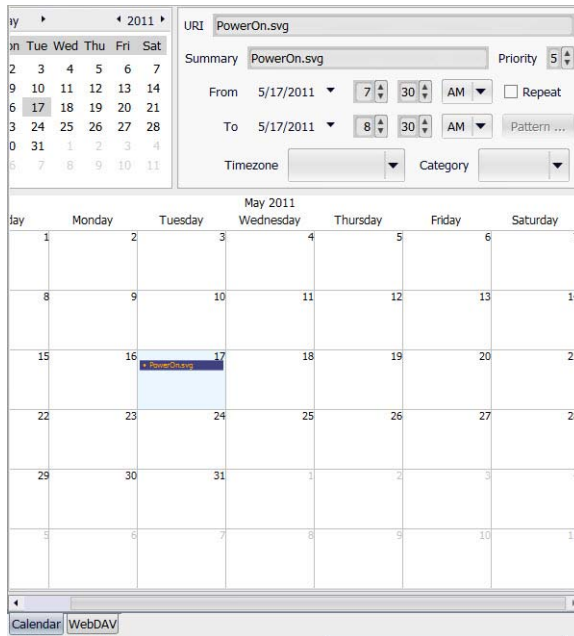 ay 2011
on Tue Wed Thu Fri Sat
2 3 4 5 6 7
9 10 11 12 13 14
6 17 18 19 20 21
3 24 25 26 27 28
0 31 1 2 3 4
6 7 8 9 10 11
URI PowerOn.svg
Summary PowerOn.svg Priority 5
From 5/17/2011 7 30 AM Repeat
To 5/17/2011 8 30 AM Pattern ...
Timezone Category
May 2011
day Monday Tuesday Wednesday Thursday Friday Saturday
1 2 3 4 5 6
8 9 10 11 12 13 1
15 16 17 18 19 20 2
PowerOn.svg
22 23 24 25 26 27 2
29 30 31 1 2 3
5 6 7 8 9 10 1
Calendar WebDAV